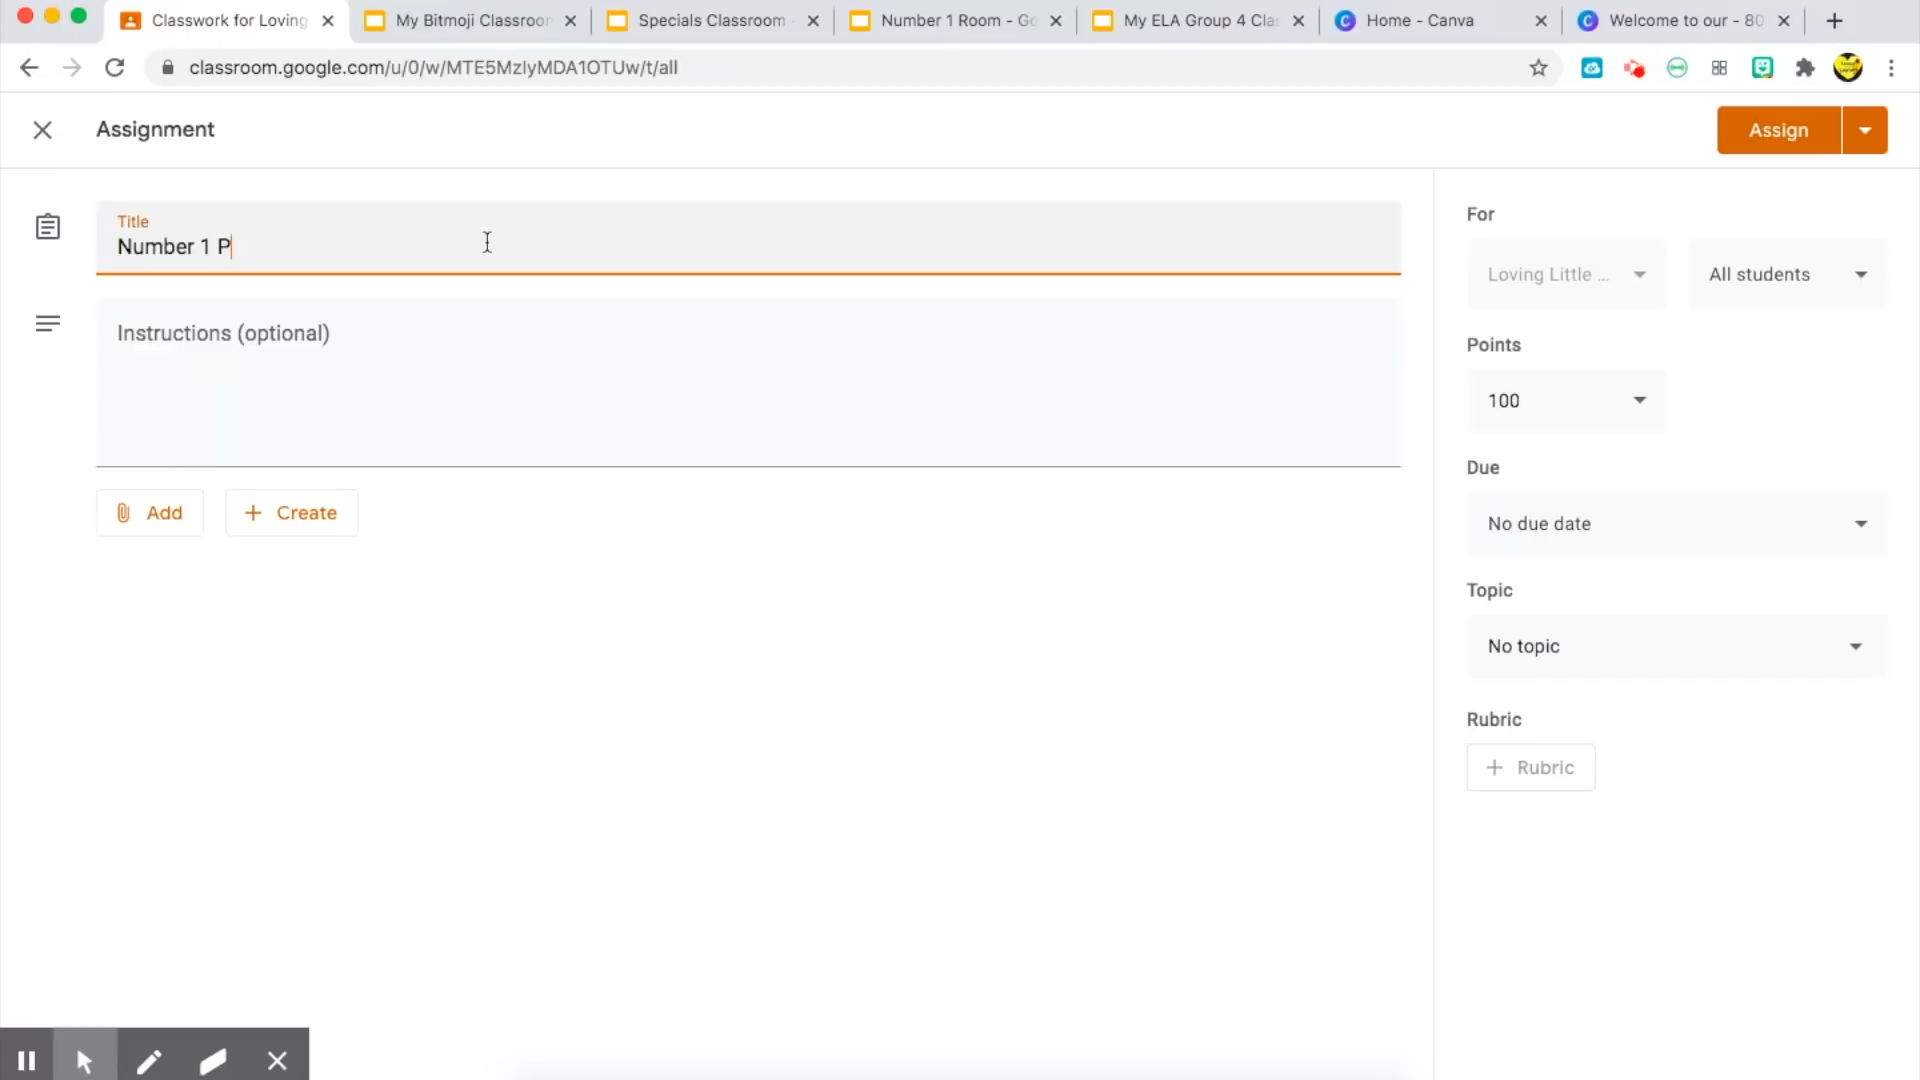 Classwork for Loving
My Bitmoji Classroom
Specials Classroom
Number 1 Room - Go
My ELA Group 4 Clas
Home - Canva
Welcome to our - 80
classroom.google.com/u/0/w/MTE5MzIyMDA1OTUw/t/all
Assignment
Assign
Title
Number 1 P
Instructions (optional)
Add
Create
For
Loving Little ...
All students
Points
100
Due
No due date
Topic
No topic
Rubric
Rubric